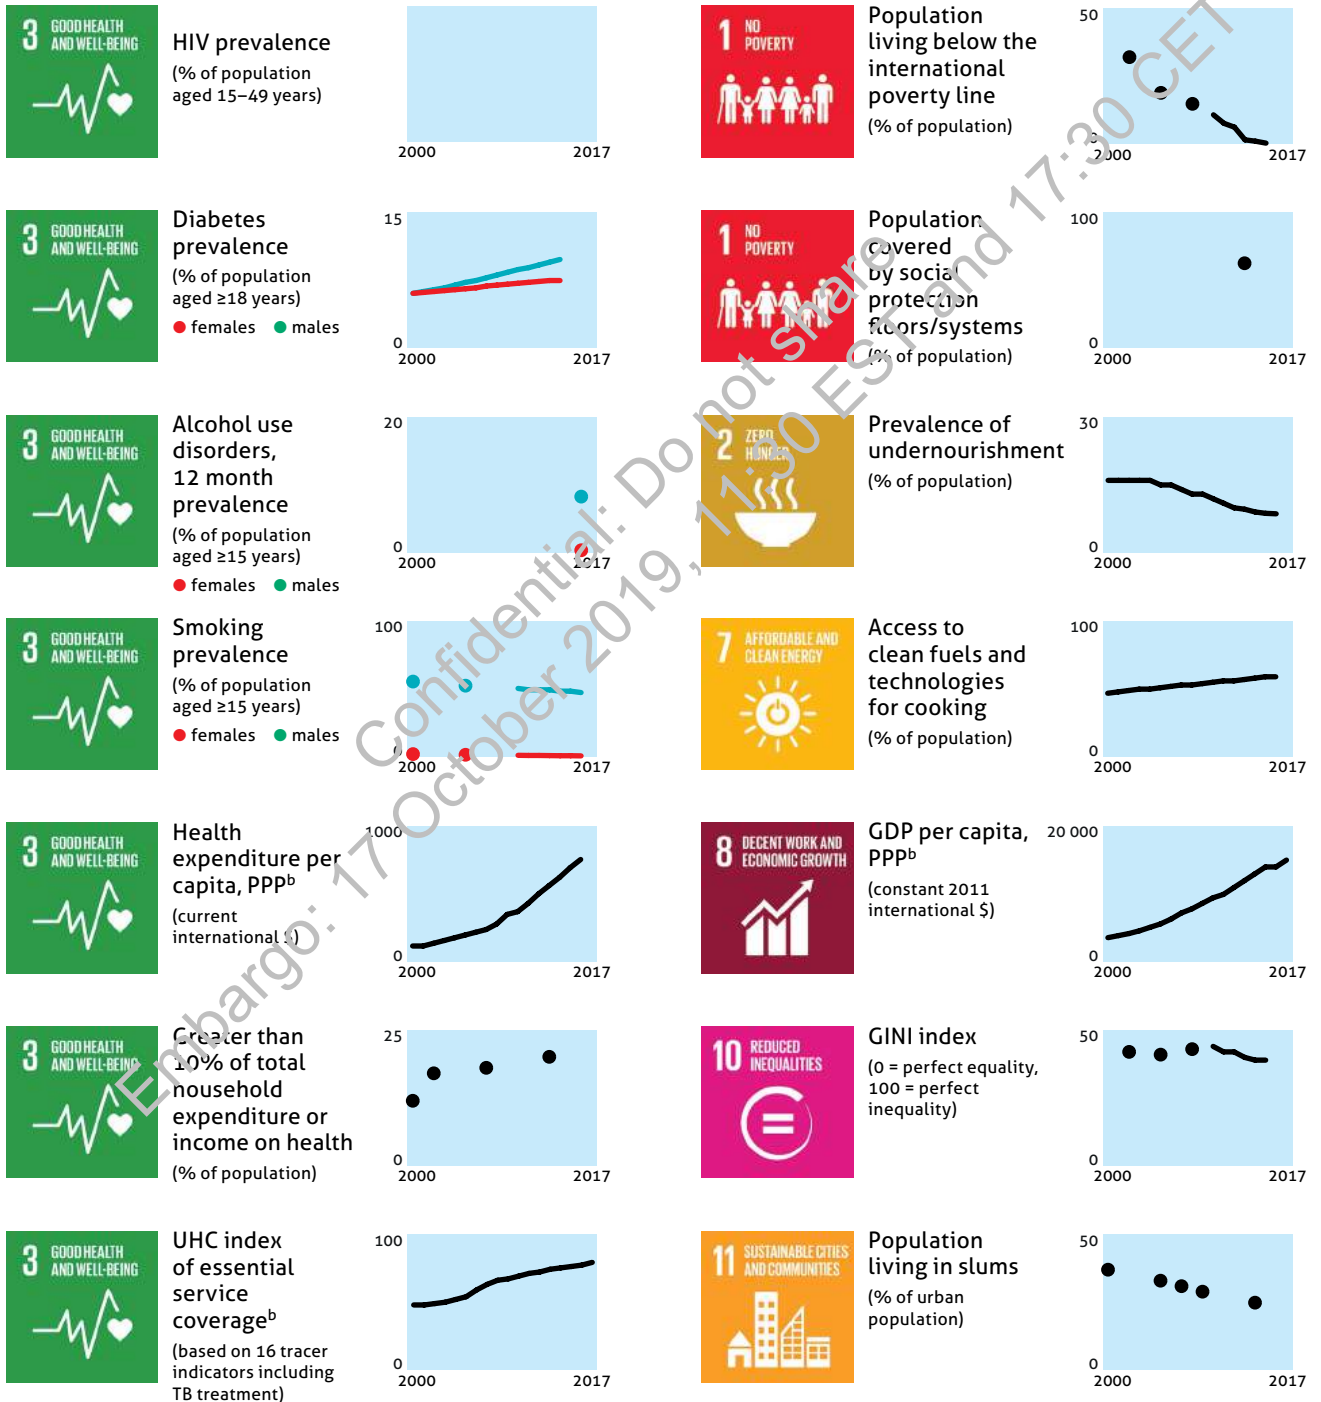 3 GOOD HEALTH
AND WELL-BEING
HIV prevalence
(% of population
aged 15–49 years)
2000 2017
3 GOOD HEALTH
AND WELL-BEING
Diabetes
prevalence
(% of population
aged ≥18 years)
females males
15
0
2000 2017
3 GOOD HEALTH
AND WELL-BEING
Alcohol use
disorders,
12 month
prevalence
(% of population
aged ≥15 years)
females males
20
0
2000 2017
3 GOOD HEALTH
AND WELL-BEING
Smoking
prevalence
(% of population
aged ≥15 years)
females males
100
0
2000 2017
3 GOOD HEALTH
AND WELL-BEING
Health
expenditure per
capita, PPPᵇ
(current
international $)
1000
0
2000 2017
3 GOOD HEALTH
AND WELL-BEING
Greater than
10% of total
household
expenditure or
income on health
(% of population)
25
0
2000 2017
3 GOOD HEALTH
AND WELL-BEING
UHC index
of essential
service
coverageᵇ
(based on 16 tracer
indicators including
TB treatment)
100
0
2000 2017
1 NO
POVERTY
Population
living below the
international
poverty line
(% of population)
50
0
2000 2017
1 NO
POVERTY
Population
covered
by social
protection
floors/systems
(% of population)
100
0
2000 2017
2 ZERO
HUNGER
Prevalence of
undernourishment
(% of population)
30
0
2000 2017
7 AFFORDABLE AND
CLEAN ENERGY
Access to
clean fuels and
technologies
for cooking
(% of population)
100
0
2000 2017
8 DECENT WORK AND
ECONOMIC GROWTH
GDP per capita,
PPPᵇ
(constant 2011
international $)
20 000
0
2000 2017
10 REDUCED
INEQUALITIES
GINI index
(0 = perfect equality,
100 = perfect
inequality)
50
0
2000 2017
11 SUSTAINABLE CITIES
AND COMMUNITIES
Population
living in slums
(% of urban
population)
50
0
2000 2017
Confidential: Do not share
Embargo: 17 October 2019, 11:30 EST and 17:30 CET